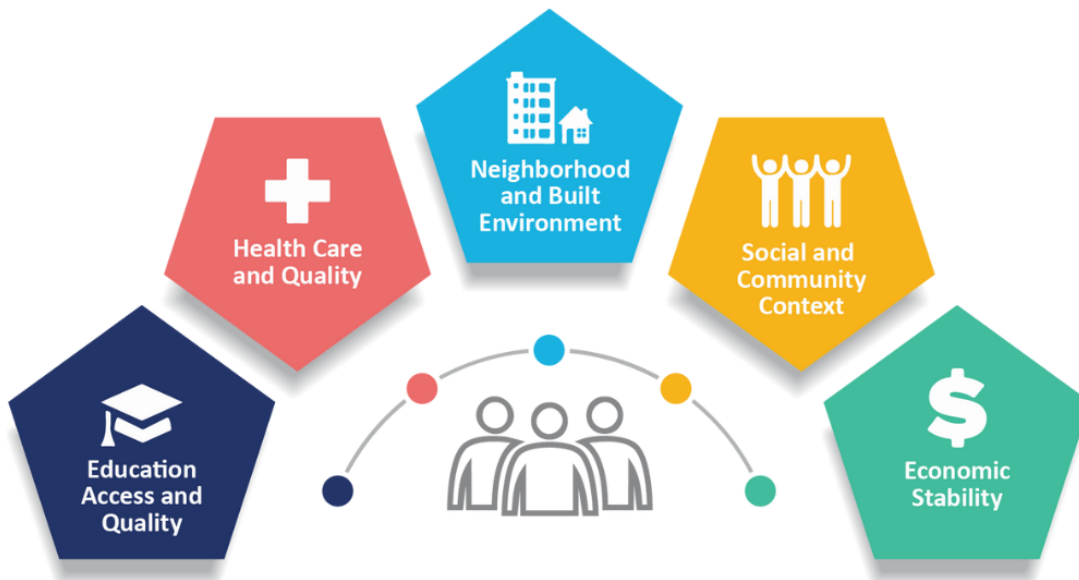 Education
Access and
Quality
Health Care
and Quality
Neighborhood
and Built
Environment
Social and
Community
Context
$
Economic
Stability